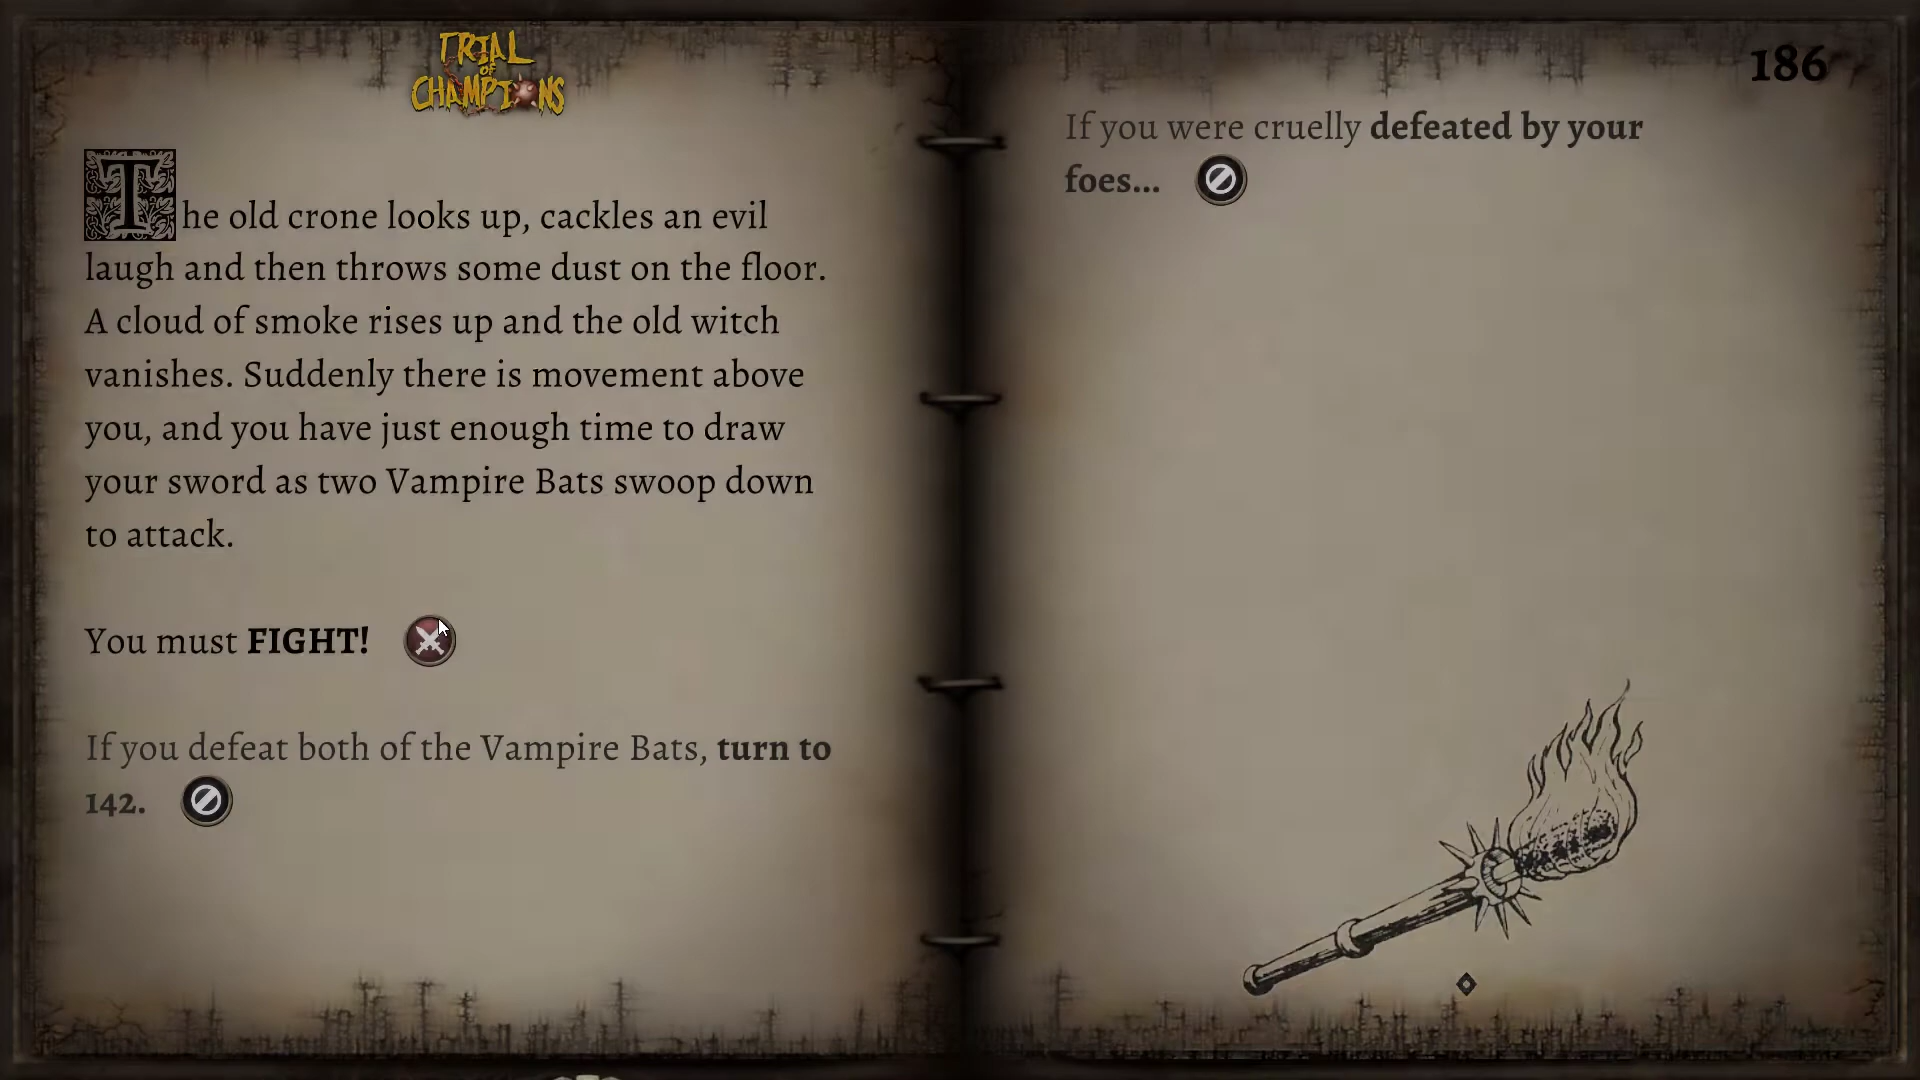 TRIAL
OF
CHAMPIONS
The old crone looks up, cackles an evil
laugh and then throws some dust on the floor.
A cloud of smoke rises up and the old witch
vanishes. Suddenly there is movement above
you, and you have just enough time to draw
your sword as two Vampire Bats swoop down
to attack.
You must FIGHT!
If you defeat both of the Vampire Bats, turn to
142.
186
If you were cruelly defeated by your
foes...